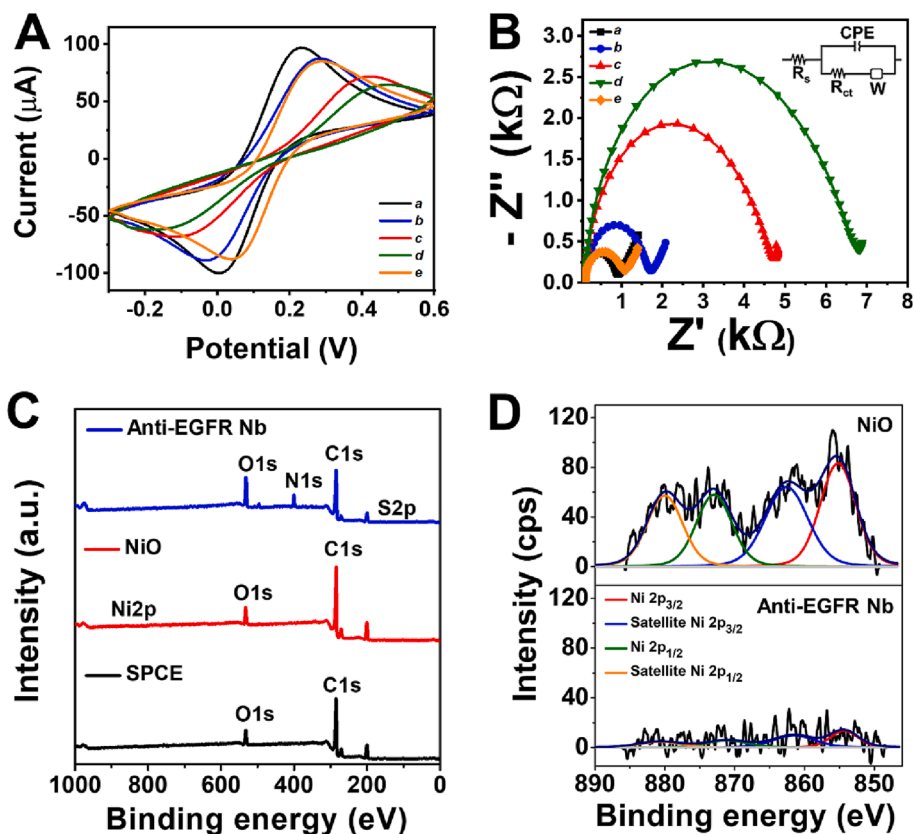 A
100
50
0
-50
-100
Current (μA)
-0.2
0.0
0.2
0.4
0.6
Potential (V)
a
b
c
d
e
B
3.0
2.5
2.0
1.5
1.0
0.5
0.0
- Z" (kΩ)
1
2
3
4
5
6
7
8
Z' (kΩ)
a
b
c
d
e
CPE
Rs
Rct
W
C
Anti-EGFR Nb
O1s
N1s
C1s
S2p
NiO
C1s
Ni2p
O1s
SPCE
C1s
O1s
Intensity (a.u.)
1000
800
600
400
200
0
Binding energy (eV)
D
120
80
40
0
NiO
120
80
40
0
Anti-EGFR Nb
Ni 2p3/2
Satellite Ni 2p3/2
Ni 2p1/2
Satellite Ni 2p1/2
Intensity (cps)
890
880
870
860
850
Binding energy (eV)